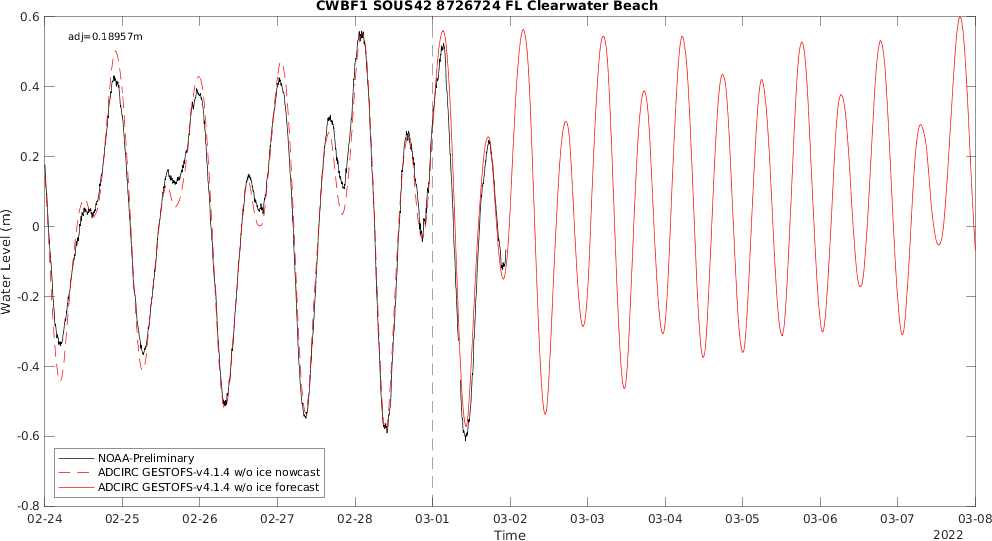 CWBF1 SOUS42 8726724 FL Clearwater Beach
adj=0.18957m
0.6
0.4
0.2
0
-0.2
-0.4
-0.6
-0.8
Water Level (m)
NOAA-Preliminary
ADCIRC GESTOFS-v4.1.4 w/o ice nowcast
ADCIRC GESTOFS-v4.1.4 w/o ice forecast
02-24 02-25 02-26 02-27 02-28 03-01 03-02 03-03 03-04 03-05 03-06 03-07 03-08
Time
2022